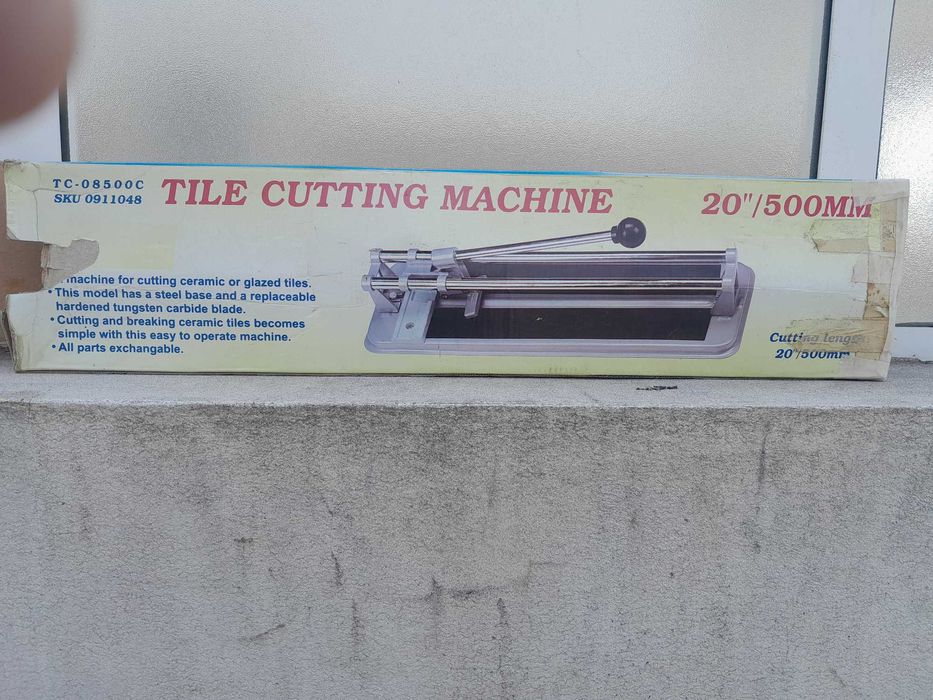 TC-08500C
SKU 0911048
TILE CUTTING MACHINE
20"/500MM
machine for cutting ceramic or glazed tiles.
• This model has a steel base and a replaceable
hardened tungsten carbide blade.
• Cutting and breaking ceramic tiles becomes
simple with this easy to operate machine.
• All parts exchangable.
Cutting length
20"/500mm